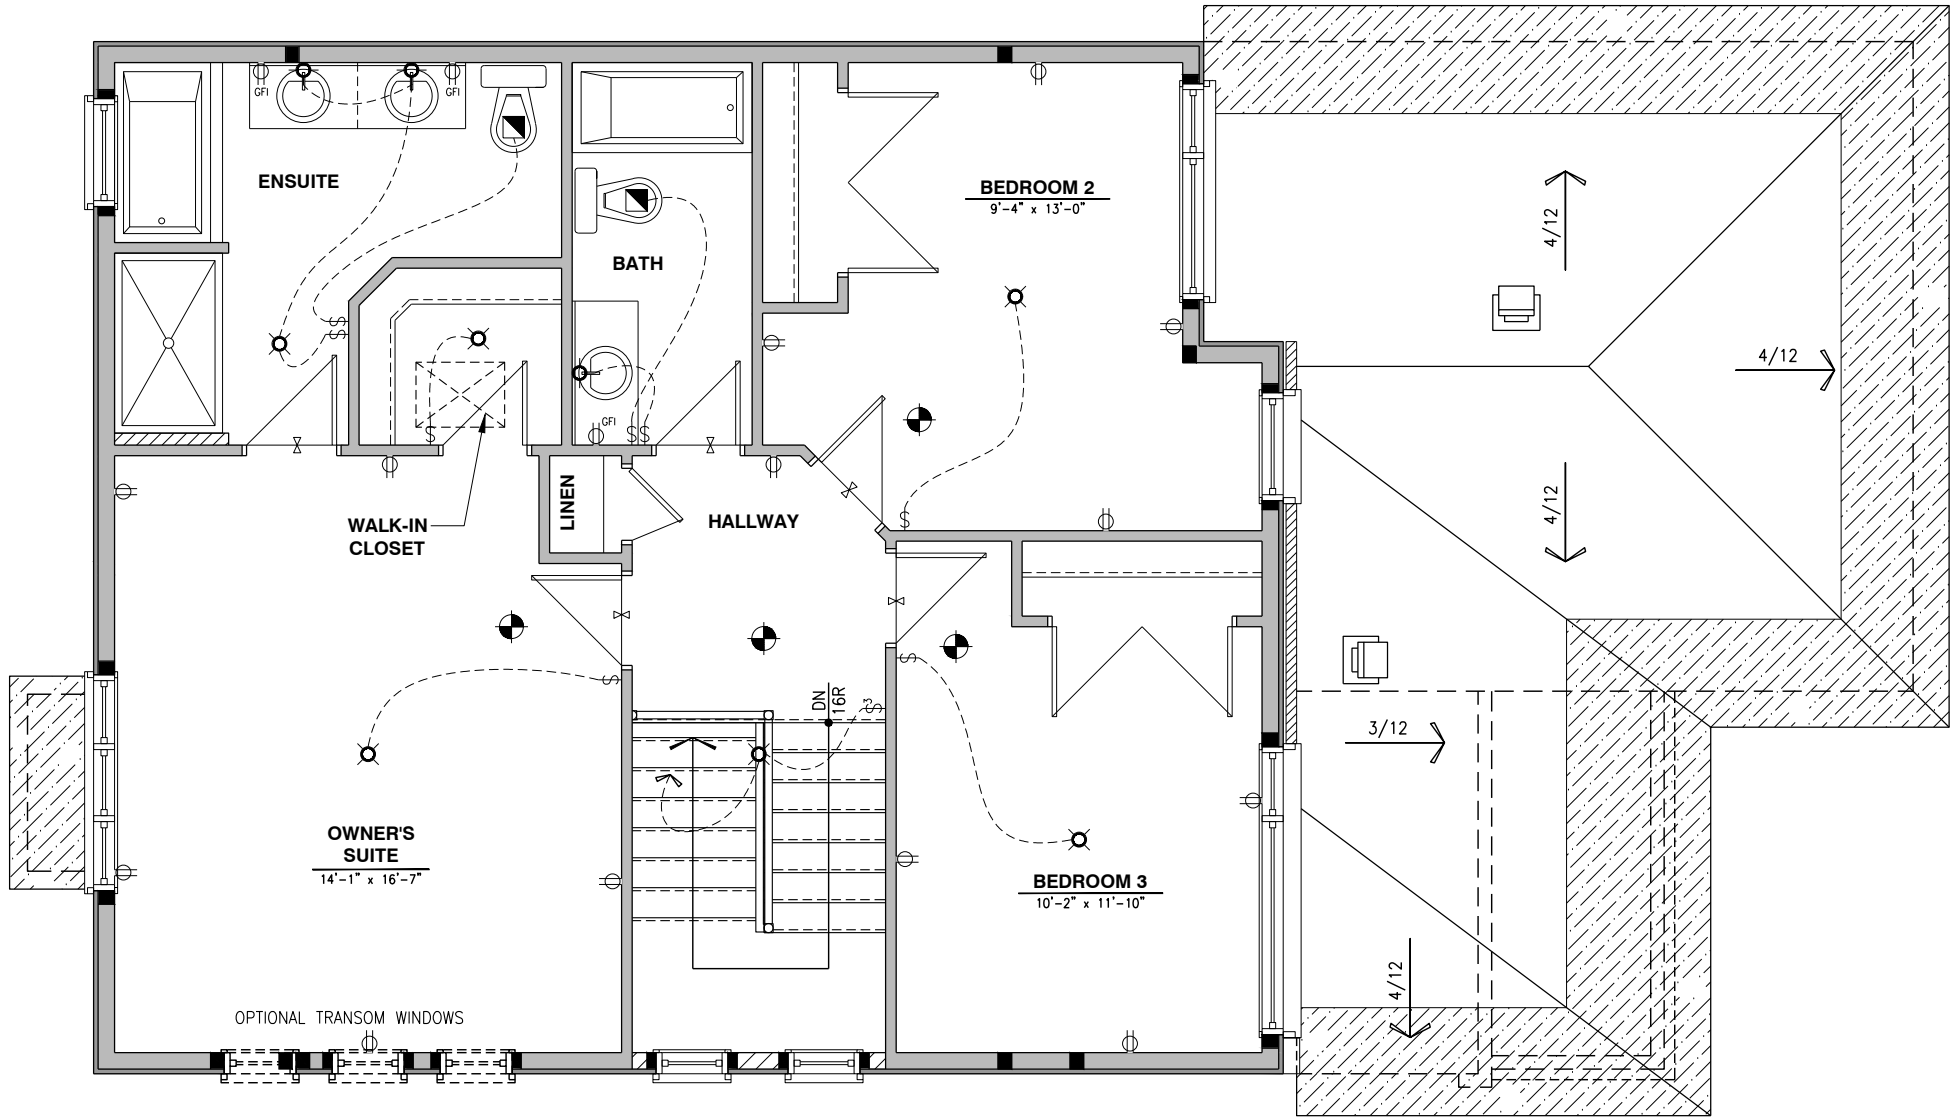 GFI
GFI
ENSUITE
BEDROOM 2
9'-4" x 13'-0"
4/12
BATH
4/12
GFI
LINEN
HALLWAY
WALK-IN
CLOSET
4/12
S
S
S
S
S
S
S
S
S3
DN
16R
3/12
OWNER'S
SUITE
14'-1" x 16'-7"
BEDROOM 3
10'-2" x 11'-10"
4/12
OPTIONAL TRANSOM WINDOWS